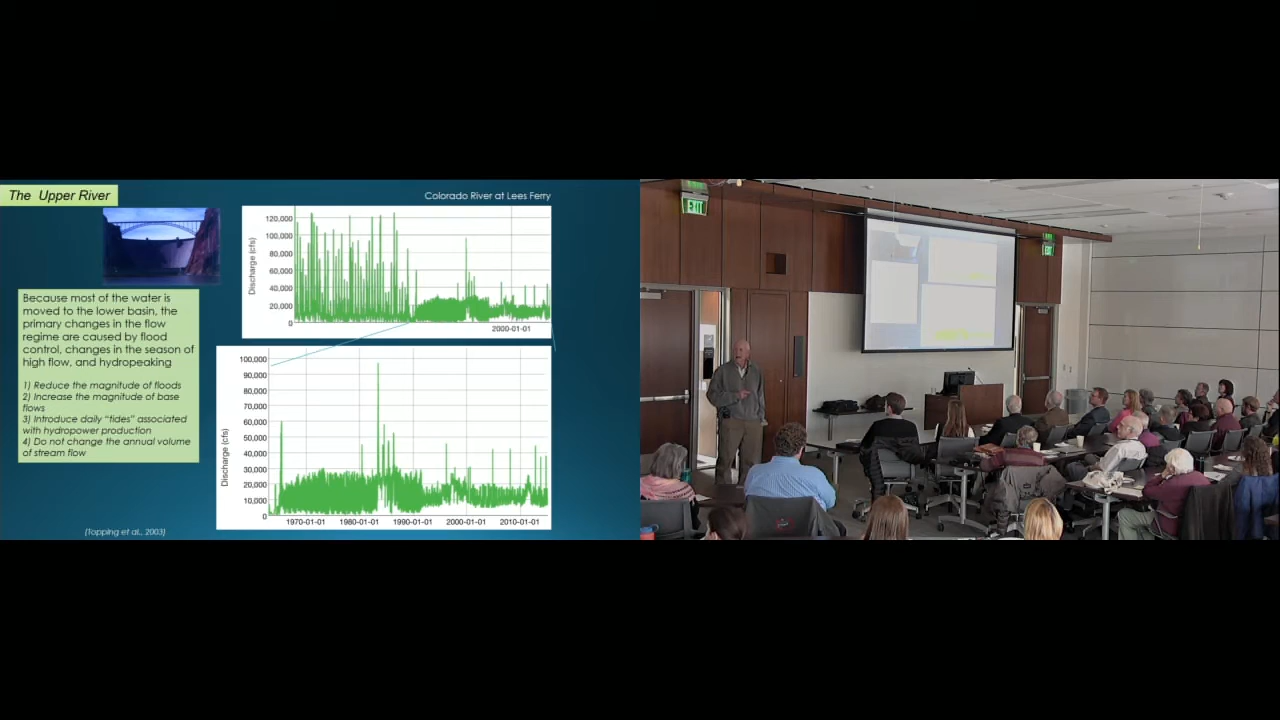 The Upper River
Colorado River at Lees Ferry
Because most of the water is
moved to the lower basin, the
primary changes in the flow
regime are caused by flood
control, changes in the season of
high flow, and hydropeaking
1) Reduce the magnitude of floods
2) Increase the magnitude of base
flows
3) Introduce daily "tides" associated
with hydropower production
4) Do not change the annual volume
of stream flow
(Topping et al., 2003)
Discharge (cfs)
120,000
100,000
80,000
60,000
40,000
20,000
0
2000-01-01
Discharge (cfs)
100,000
90,000
80,000
70,000
60,000
50,000
40,000
30,000
20,000
10,000
0
1970-01-01 1980-01-01 1990-01-01 2000-01-01 2010-01-01
EXIT
EXIT